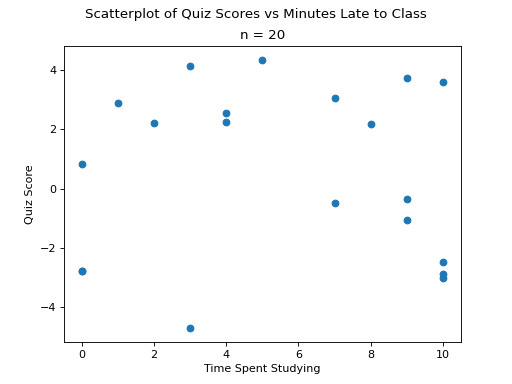 Scatterplot of Quiz Scores vs Minutes Late to Class
n = 20
4
2
0
−2
−4
Quiz Score
0 2 4 6 8 10
Time Spent Studying